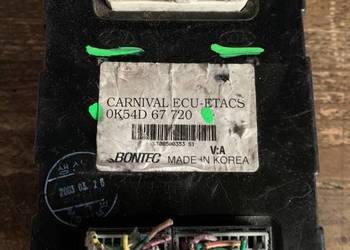 CARNIVAL ECU-ETACS
0K54D 67 720
V:A
BONTEC MADE IN KOREA